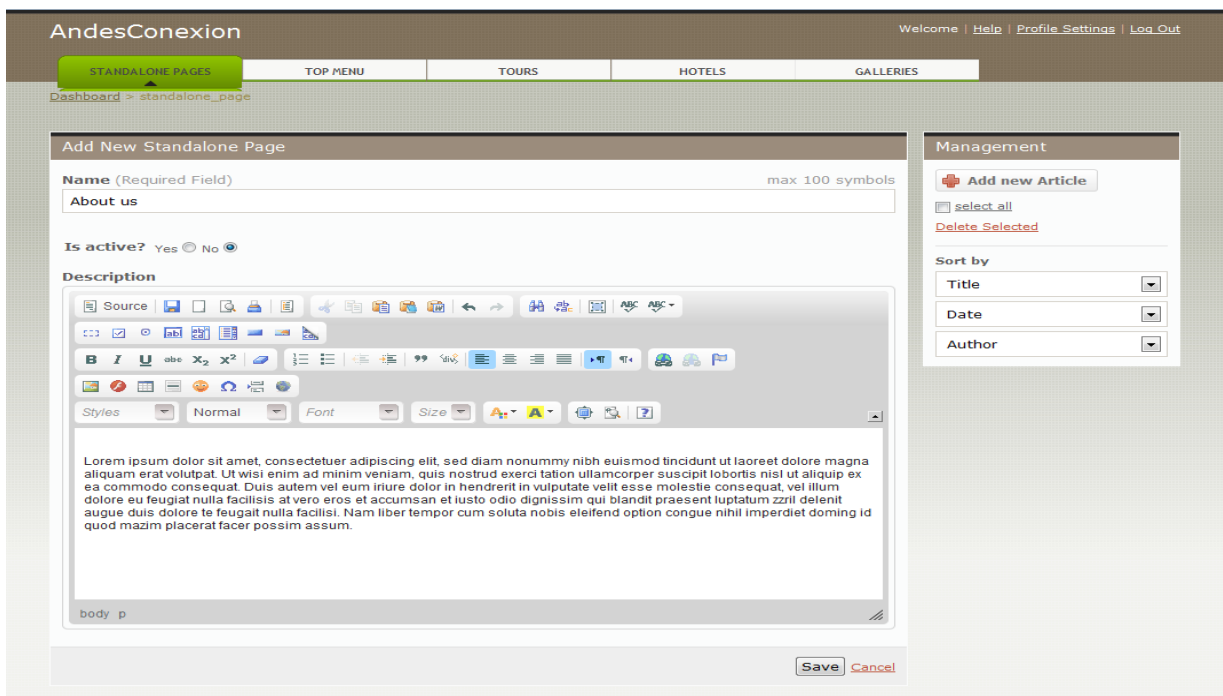 AndesConexion
Welcome | Help | Profile Settings | Log Out
STANDALONE PAGES TOP MENU TOURS HOTELS GALLERIES
Dashboard > standalone_page
Add New Standalone Page
Name (Required Field) max 100 symbols
About us
Is active? Yes No
Description
Source
ABC ABC
B I U abc X₂ X²
Styles Normal Font Size
Lorem ipsum dolor sit amet, consectetuer adipiscing elit, sed diam nonummy nibh euismod tincidunt ut laoreet dolore magna
aliquam erat volutpat. Ut wisi enim ad minim veniam, quis nostrud exerci tation ullamcorper suscipit lobortis nisl ut aliquip ex
ea commodo consequat. Duis autem vel eum iriure dolor in hendrerit in vulputate velit esse molestie consequat, vel illum
dolore eu feugiat nulla facilisis at vero eros et accumsan et iusto odio dignissim qui blandit praesent luptatum zzril delenit
augue duis dolore te feugait nulla facilisi. Nam liber tempor cum soluta nobis eleifend option congue nihil imperdiet doming id
quod mazim placerat facer possim assum.
body p
Save Cancel
Management
Add new Article
select all
Delete Selected
Sort by
Title
Date
Author